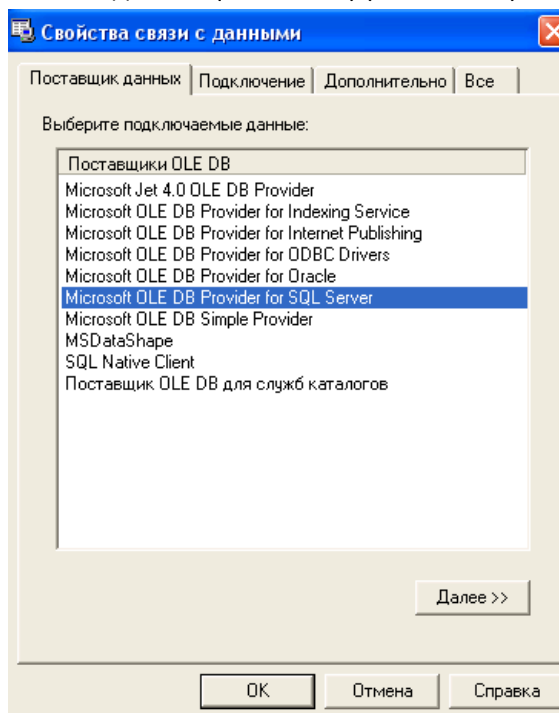 Свойства связи с данными
Поставщик данных Подключение Дополнительно Все
Выберите подключаемые данные:
Поставщики OLE DB
Microsoft Jet 4.0 OLE DB Provider
Microsoft OLE DB Provider for Indexing Service
Microsoft OLE DB Provider for Internet Publishing
Microsoft OLE DB Provider for ODBC Drivers
Microsoft OLE DB Provider for Oracle
Microsoft OLE DB Provider for SQL Server
Microsoft OLE DB Simple Provider
MSDataShape
SQL Native Client
Поставщик OLE DB для служб каталогов
Далее >>
OK Отмена Справка